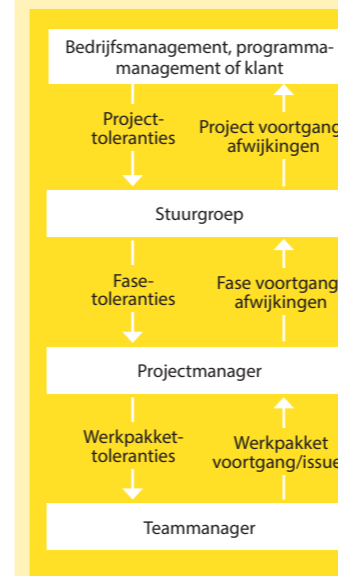 Bedrijfsmanagement, programma-
management of klant
Project-
toleranties
Project voortgang
afwijkingen
Stuurgroep
Fase-
toleranties
Fase voortgang
afwijkingen
Projectmanager
Werkpakket-
toleranties
Werkpakket
voortgang/issue
Teammanager